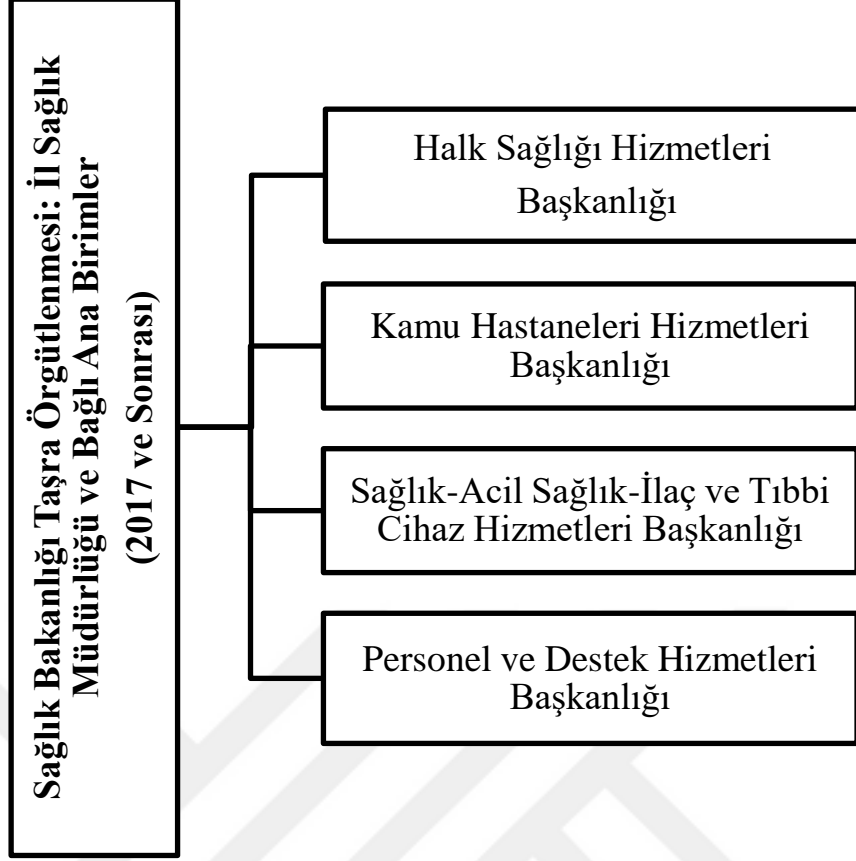 Sağlık Bakanlığı Taşra Örgütlenmesi: İl Sağlık
Müdürlüğü ve Bağlı Ana Birimler
(2017 ve Sonrası)
Halk Sağlığı Hizmetleri
Başkanlığı
Kamu Hastaneleri Hizmetleri
Başkanlığı
Sağlık-Acil Sağlık-İlaç ve Tıbbi
Cihaz Hizmetleri Başkanlığı
Personel ve Destek Hizmetleri
Başkanlığı